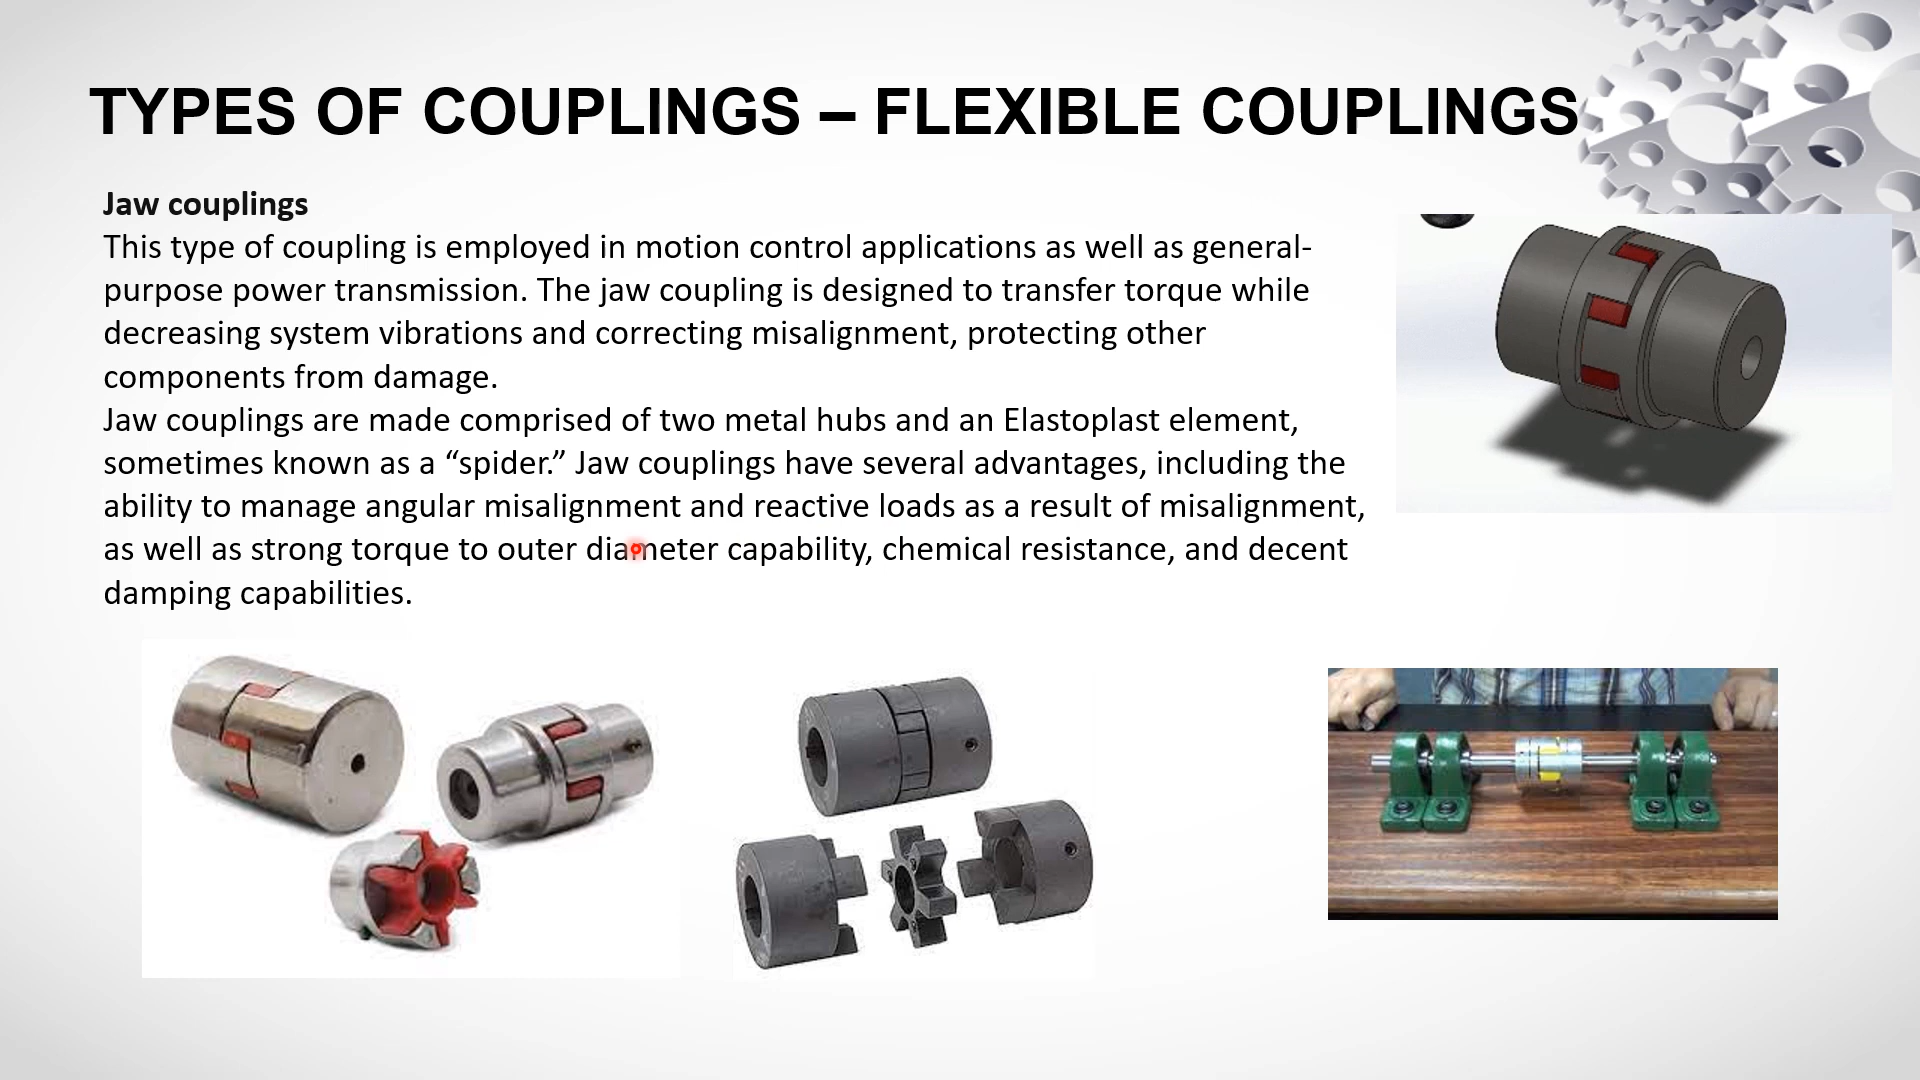 TYPES OF COUPLINGS – FLEXIBLE COUPLINGS
Jaw couplings
This type of coupling is employed in motion control applications as well as general-
purpose power transmission. The jaw coupling is designed to transfer torque while
decreasing system vibrations and correcting misalignment, protecting other
components from damage.
Jaw couplings are made comprised of two metal hubs and an Elastoplast element,
sometimes known as a “spider.” Jaw couplings have several advantages, including the
ability to manage angular misalignment and reactive loads as a result of misalignment,
as well as strong torque to outer diameter capability, chemical resistance, and decent
damping capabilities.